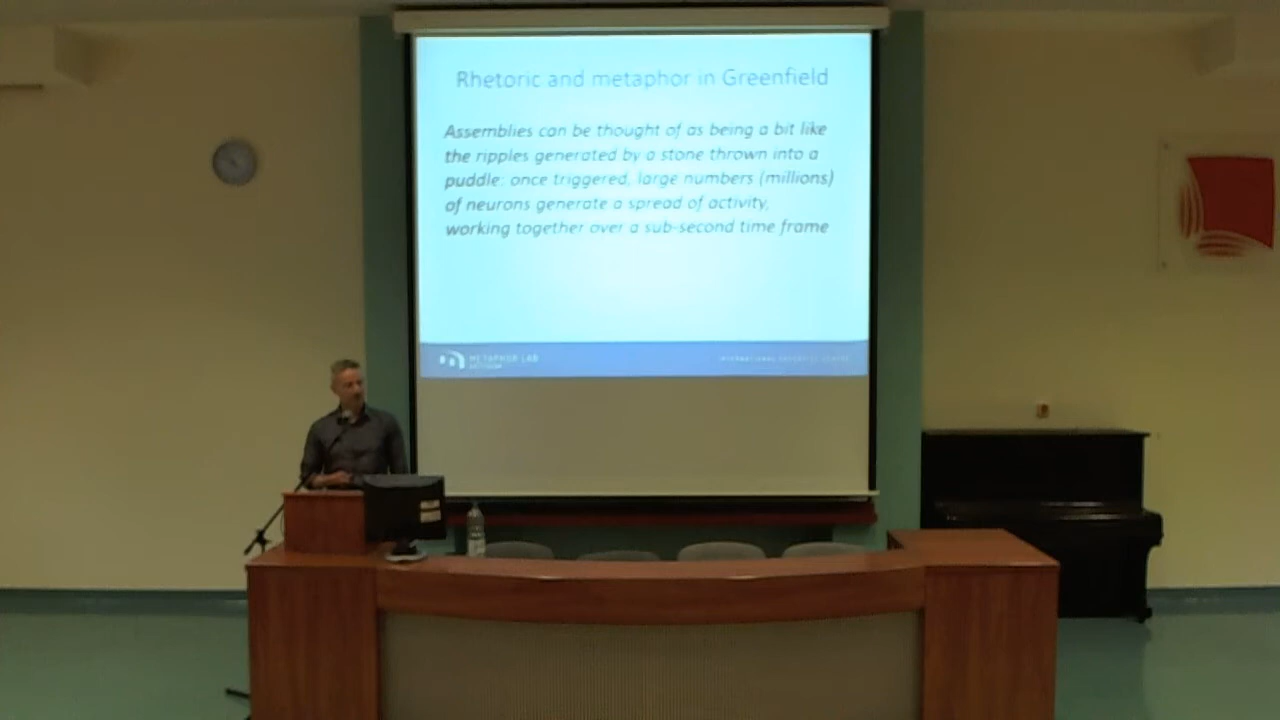 Rhetoric and metaphor in Greenfield
Assemblies can be thought of as being a bit like
the ripples generated by a stone thrown into a
puddle: once triggered, large numbers (millions)
of neurons generate a spread of activity,
working together over a sub-second time frame
METAPHOR LAB